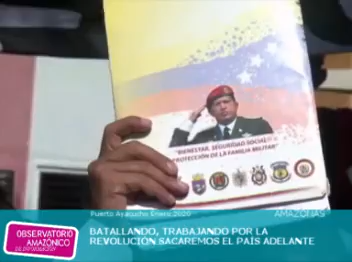 "BIENESTAR, SEGURIDAD SOCIAL
PROTECCIÓN DE LA FAMILIA MILITAR"
Puerto Ayacucho Enero 2020
AMAZONAS
OBSERVATORIO
AMAZÓNICO
BATALLANDO, TRABAJANDO POR LA
REVOLUCIÓN SACAREMOS EL PAÍS ADELANTE